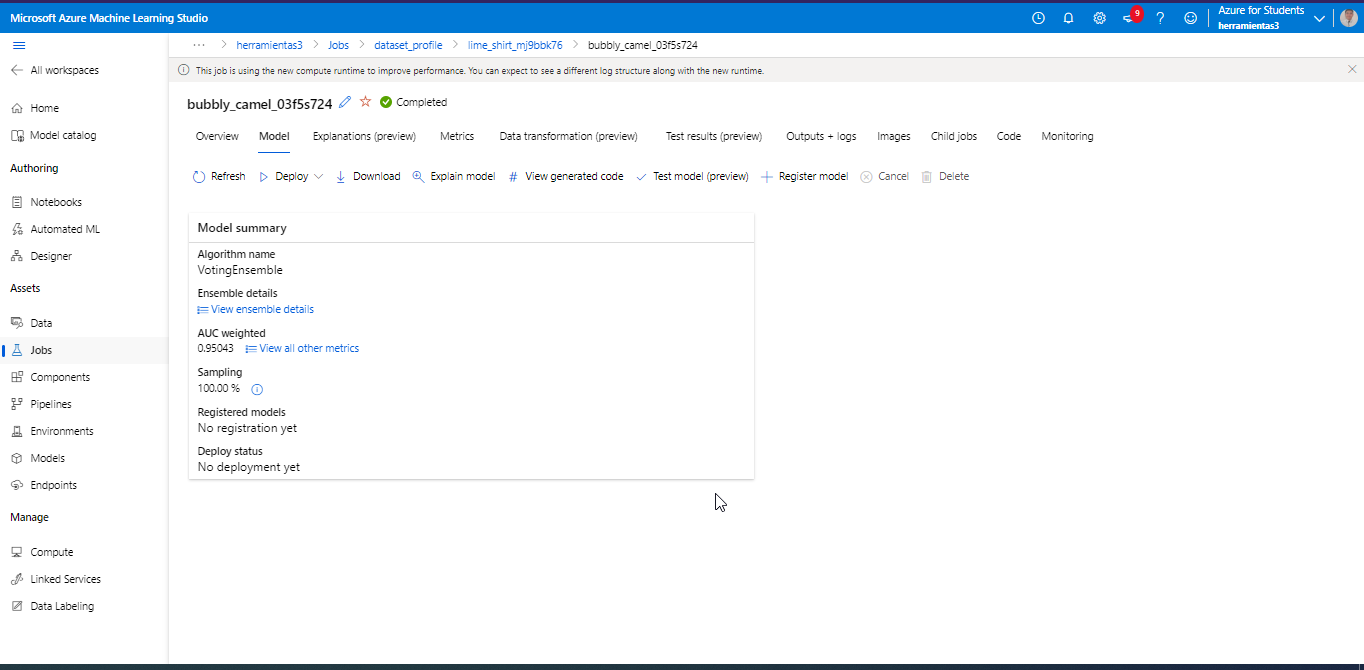 Microsoft Azure Machine Learning Studio
9
Azure for Students
herramientas3
All workspaces
Home
Model catalog
Authoring
Notebooks
Automated ML
Designer
Assets
Data
Jobs
Components
Pipelines
Environments
Models
Endpoints
Manage
Compute
Linked Services
Data Labeling
··· > herramientas3 > Jobs > dataset_profile > lime_shirt_mj9bbk76 > bubbly_camel_03f5s724
This job is using the new compute runtime to improve performance. You can expect to see a different log structure along with the new runtime.
bubbly_camel_03f5s724 Completed
Overview Model Explanations (preview) Metrics Data transformation (preview) Test results (preview) Outputs + logs Images Child jobs Code Monitoring
Refresh Deploy Download Explain model # View generated code Test model (preview) Register model Cancel Delete
Model summary
Algorithm name
VotingEnsemble
Ensemble details
View ensemble details
AUC weighted
0.95043 View all other metrics
Sampling
100.00 %
Registered models
No registration yet
Deploy status
No deployment yet